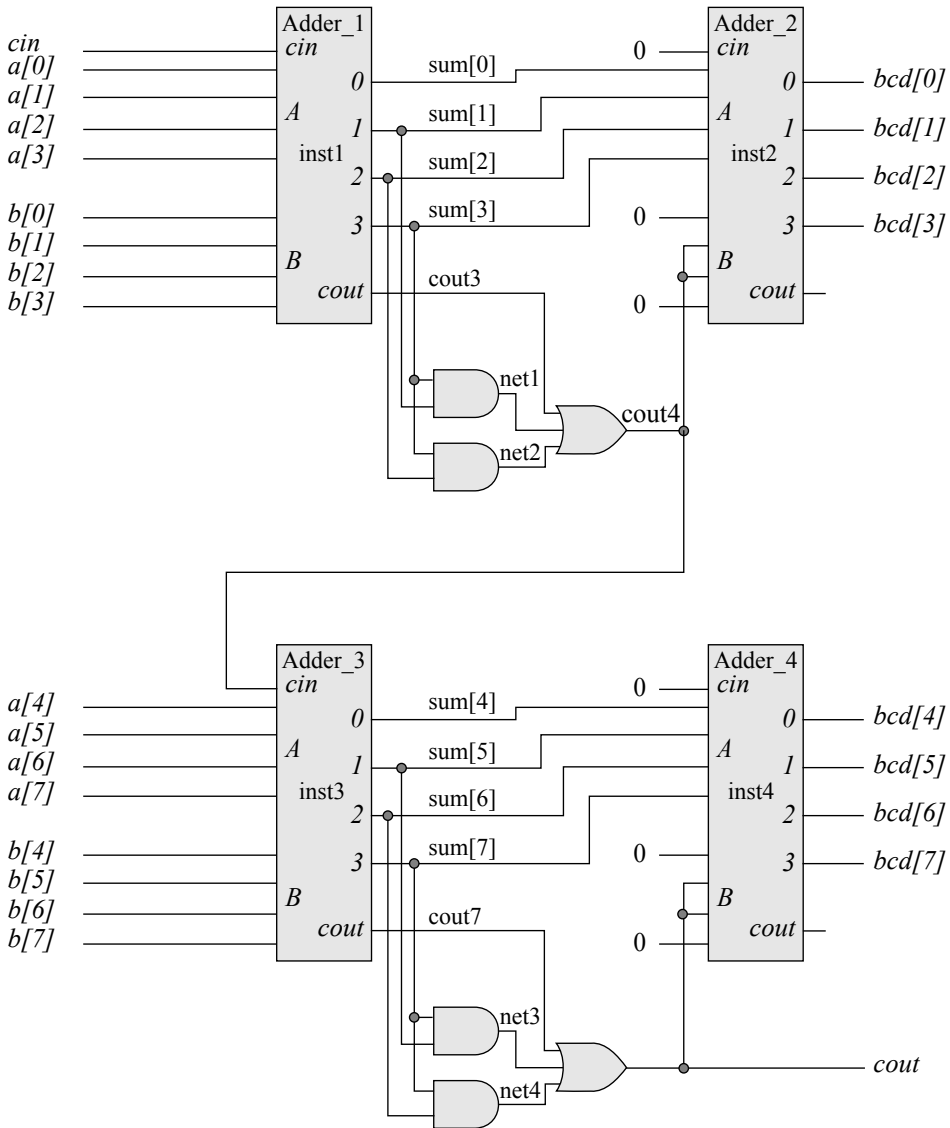 Adder_1
Adder_2
cin
cin
0
cin
a[0]
0
sum[0]
0
bcd[0]
a[1]
A
1
sum[1]
A
1
bcd[1]
a[2]
inst1
2
sum[2]
inst2
2
bcd[2]
a[3]
3
sum[3]
3
bcd[3]
b[0]
0
b[1]
B
B
b[2]
cout
cout3
cout
b[3]
0
net1
cout4
net2
Adder_3
Adder_4
cin
0
cin
a[4]
0
sum[4]
0
bcd[4]
a[5]
A
1
sum[5]
A
1
bcd[5]
a[6]
inst3
2
sum[6]
inst4
2
bcd[6]
a[7]
3
sum[7]
3
bcd[7]
b[4]
0
b[5]
B
B
b[6]
cout
cout7
cout
b[7]
0
net3
cout
net4